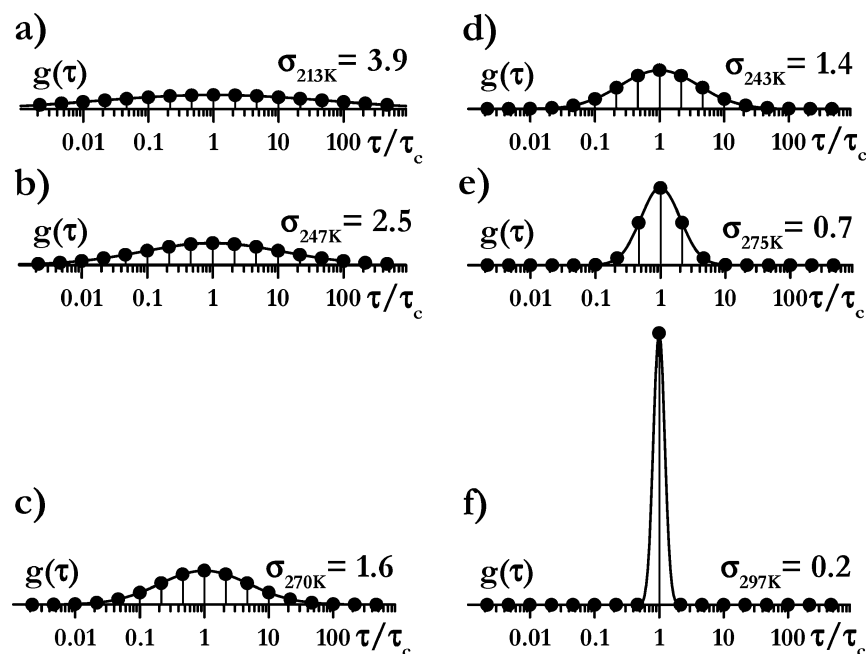 a)
g(τ)
σ213K= 3.9
0.01 0.1 1 10 100 τ/τc
b)
g(τ)
σ247K= 2.5
0.01 0.1 1 10 100 τ/τc
c)
g(τ)
σ270K= 1.6
0.01 0.1 1 10 100 τ/τc
d)
g(τ)
σ243K= 1.4
0.01 0.1 1 10 100 τ/τc
e)
g(τ)
σ275K= 0.7
0.01 0.1 1 10 100 τ/τc
f)
g(τ)
σ297K= 0.2
0.01 0.1 1 10 100 τ/τc